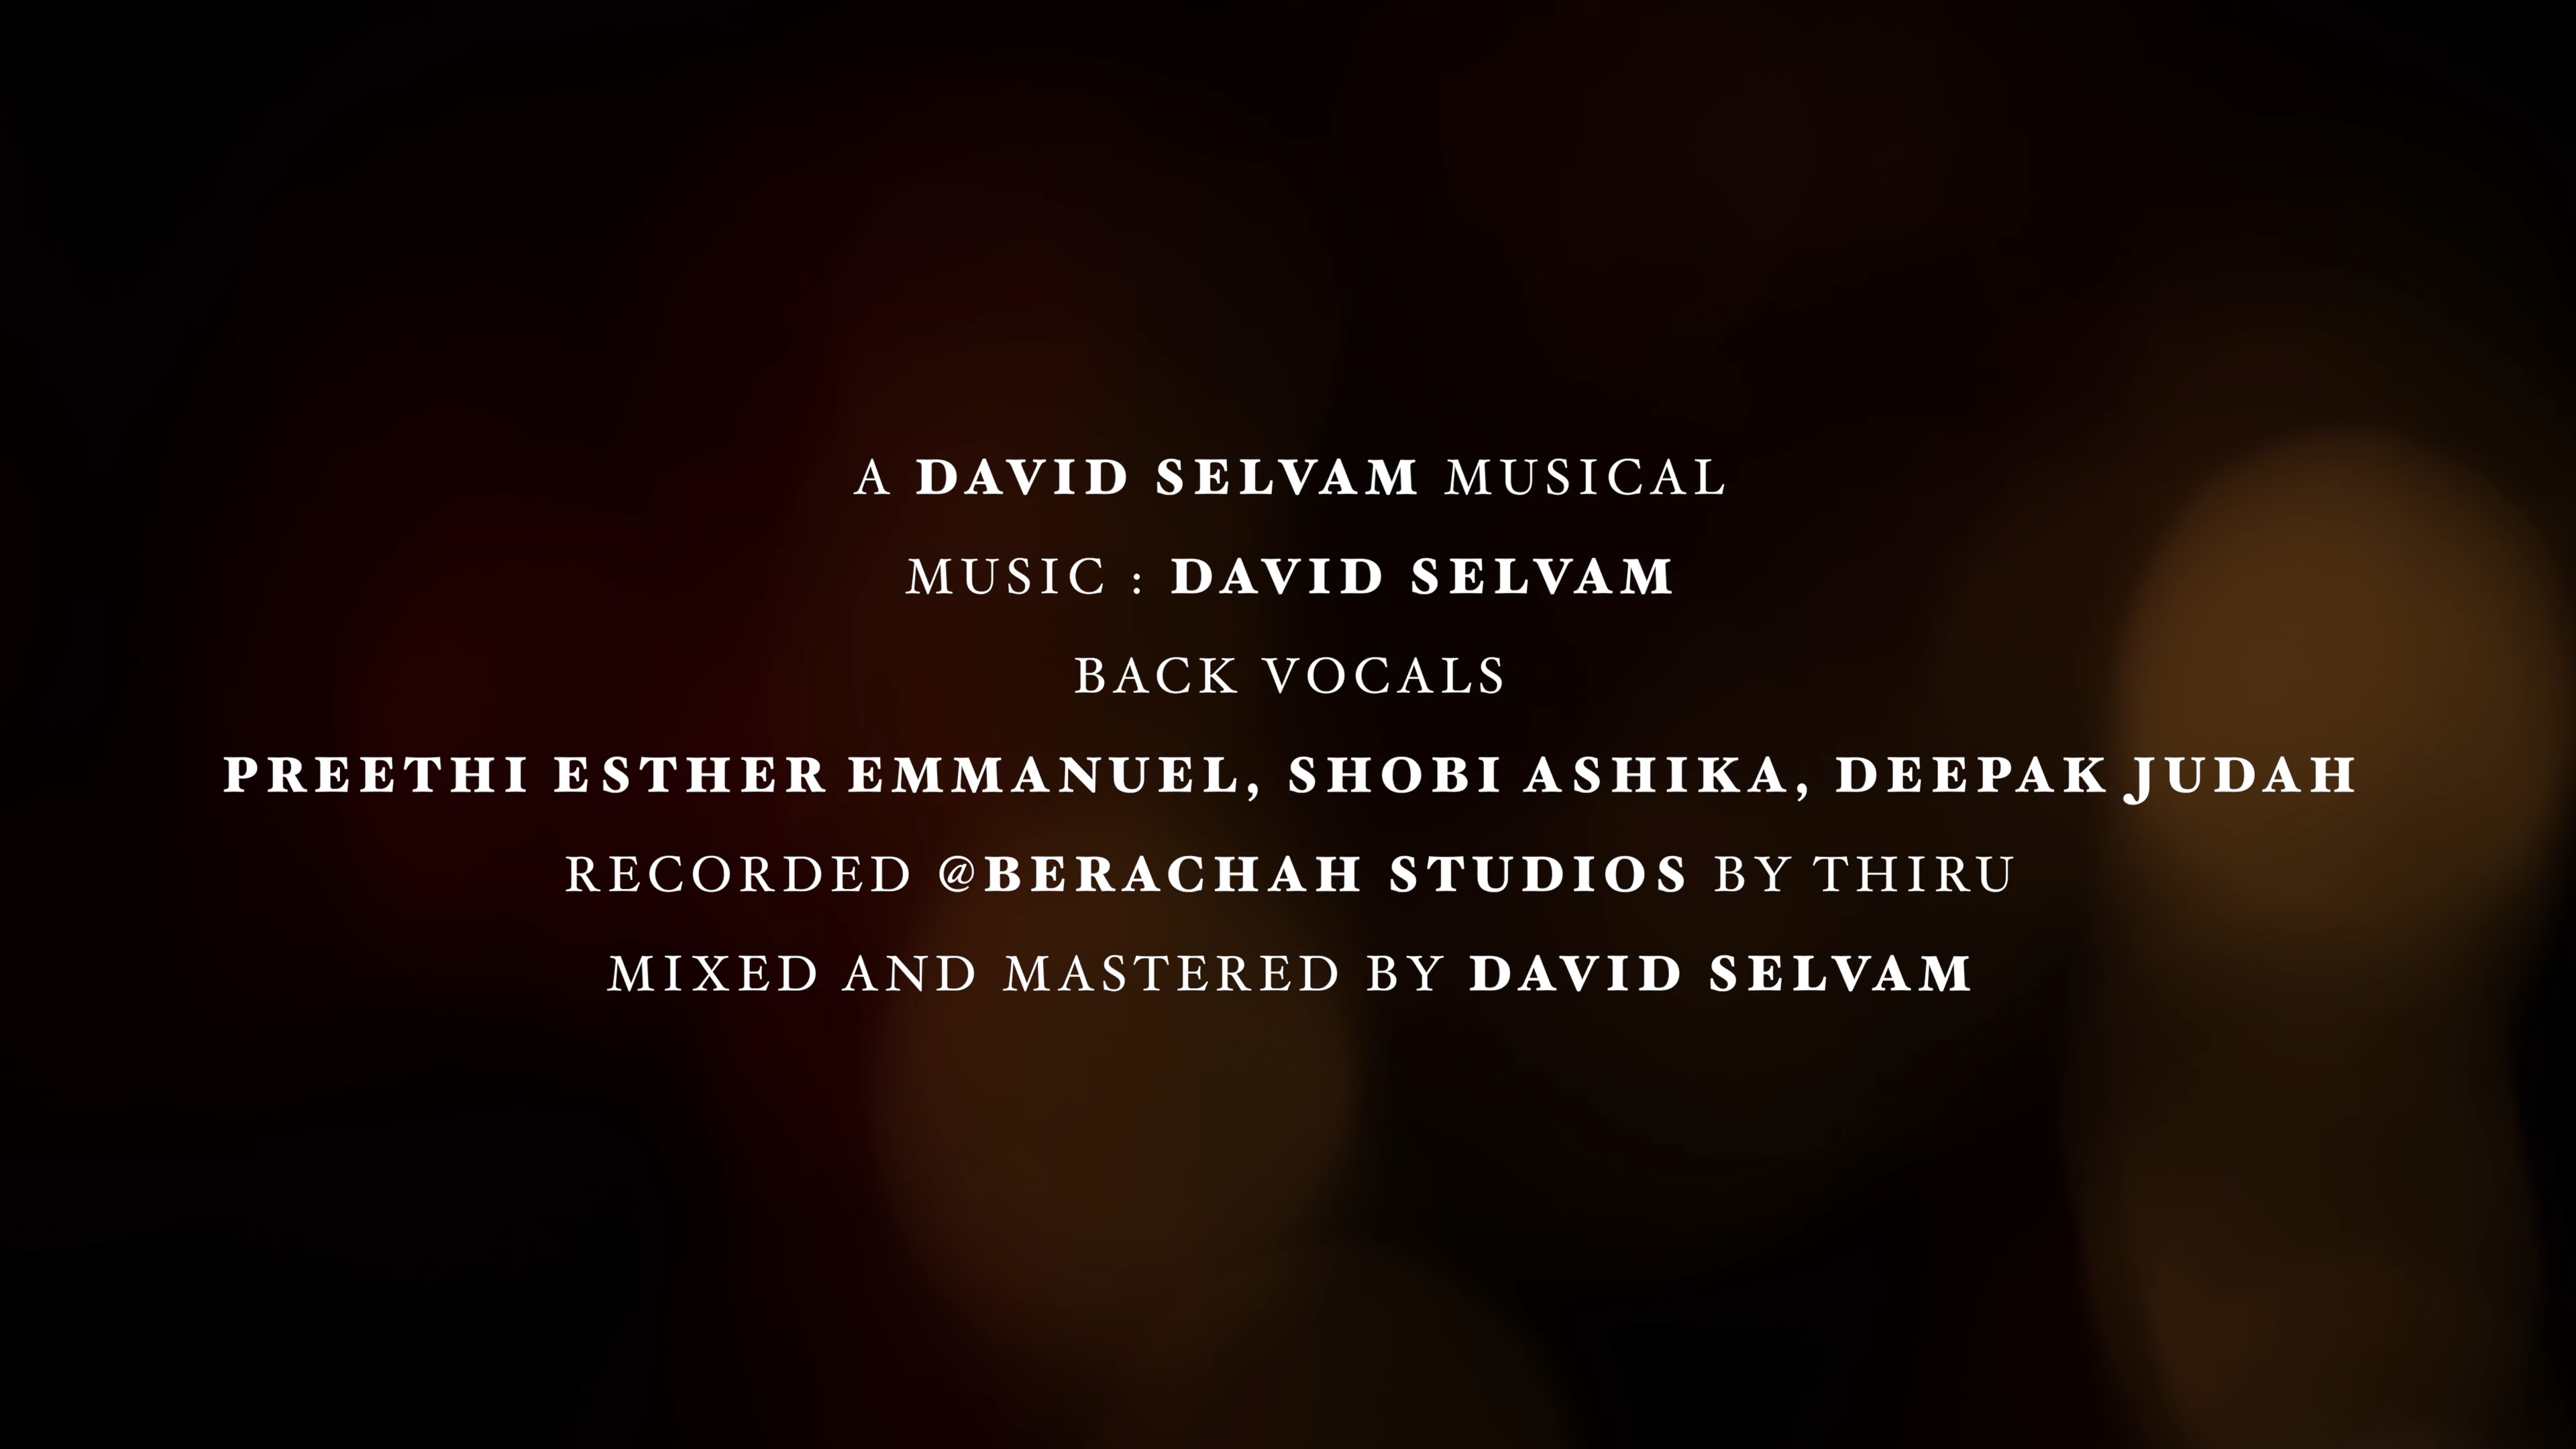 A DAVID SELVAM MUSICAL
MUSIC : DAVID SELVAM
BACK VOCALS
PREETHI ESTHER EMMANUEL, SHOBI ASHIKA, DEEPAK JUDAH
RECORDED @BERACHAH STUDIOS BY THIRU
MIXED AND MASTERED BY DAVID SELVAM